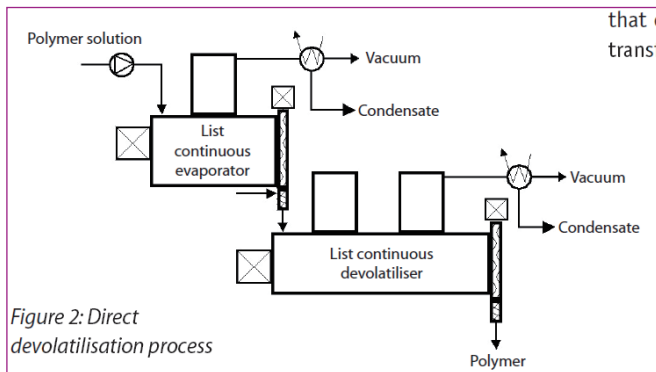 that
transf
Polymer solution
Vacuum
Condensate
List
continuous
evaporator
Vacuum
Condensate
List continuous
devolatiliser
Figure 2: Direct
devolatilisation process
Polymer